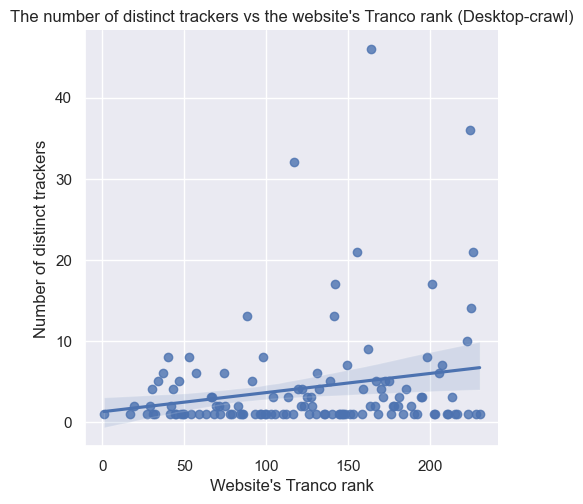 The number of distinct trackers vs the website's Tranco rank (Desktop-crawl)
Number of distinct trackers
40
30
20
10
0
0 50 100 150 200
Website's Tranco rank